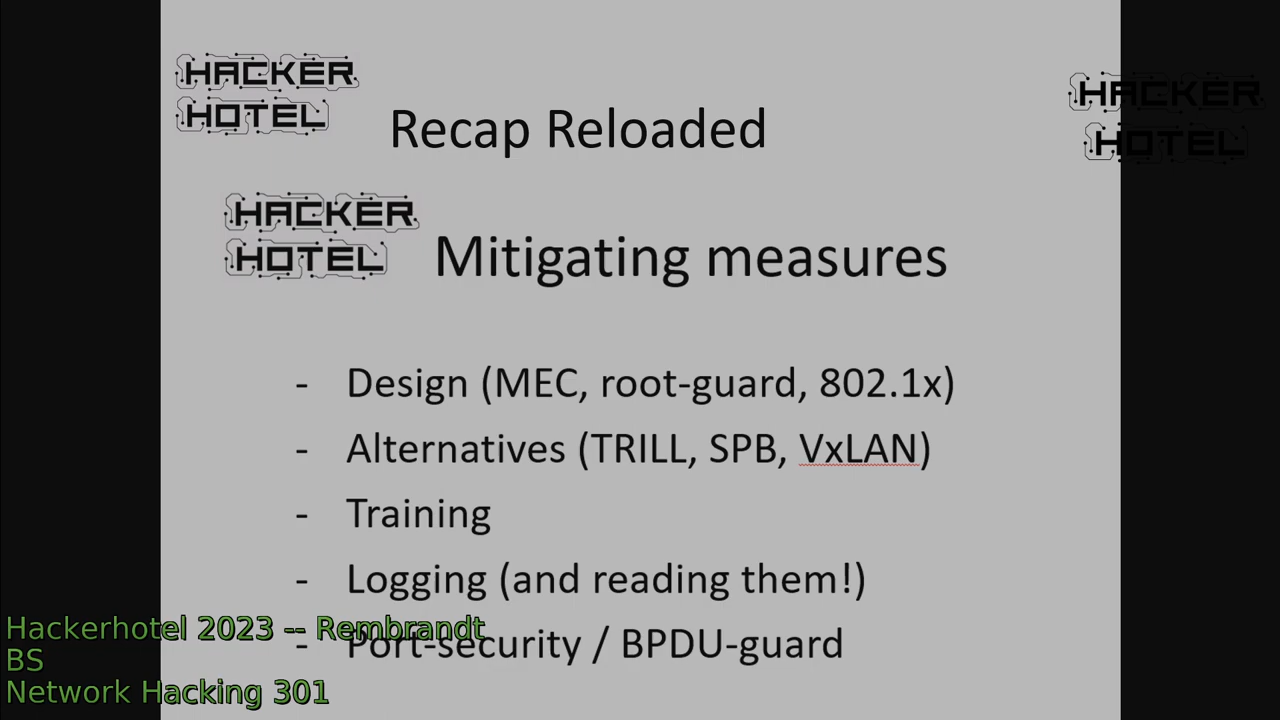 HACKER
HOTEL
Recap Reloaded
HACKER
HOTEL
HACKER
HOTEL
Mitigating measures
- Design (MEC, root-guard, 802.1x)
- Alternatives (TRILL, SPB, VxLAN)
- Training
- Logging (and reading them!)
- Port-security / BPDU-guard
Hackerhotel 2023 -- Rembrandt
BS
Network Hacking 301